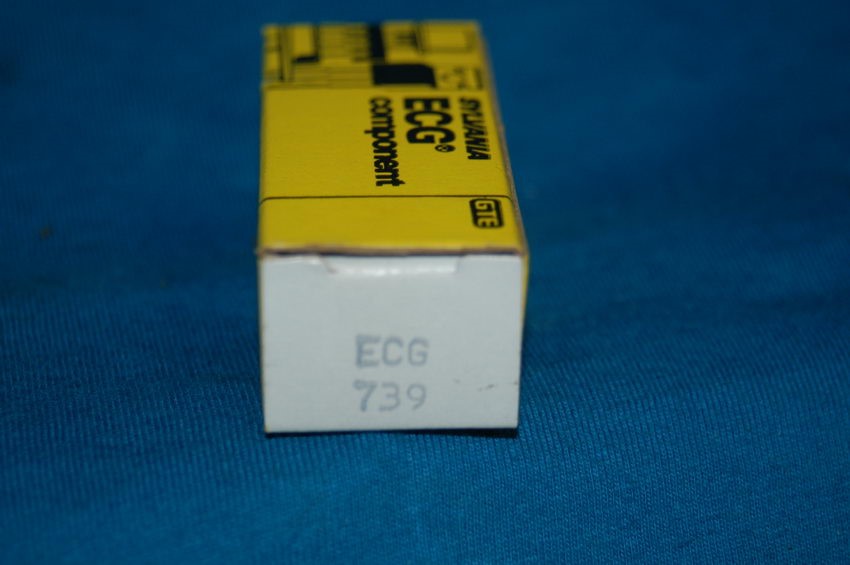 SYLVANIA
ECG®
component
GTE
ECG
739